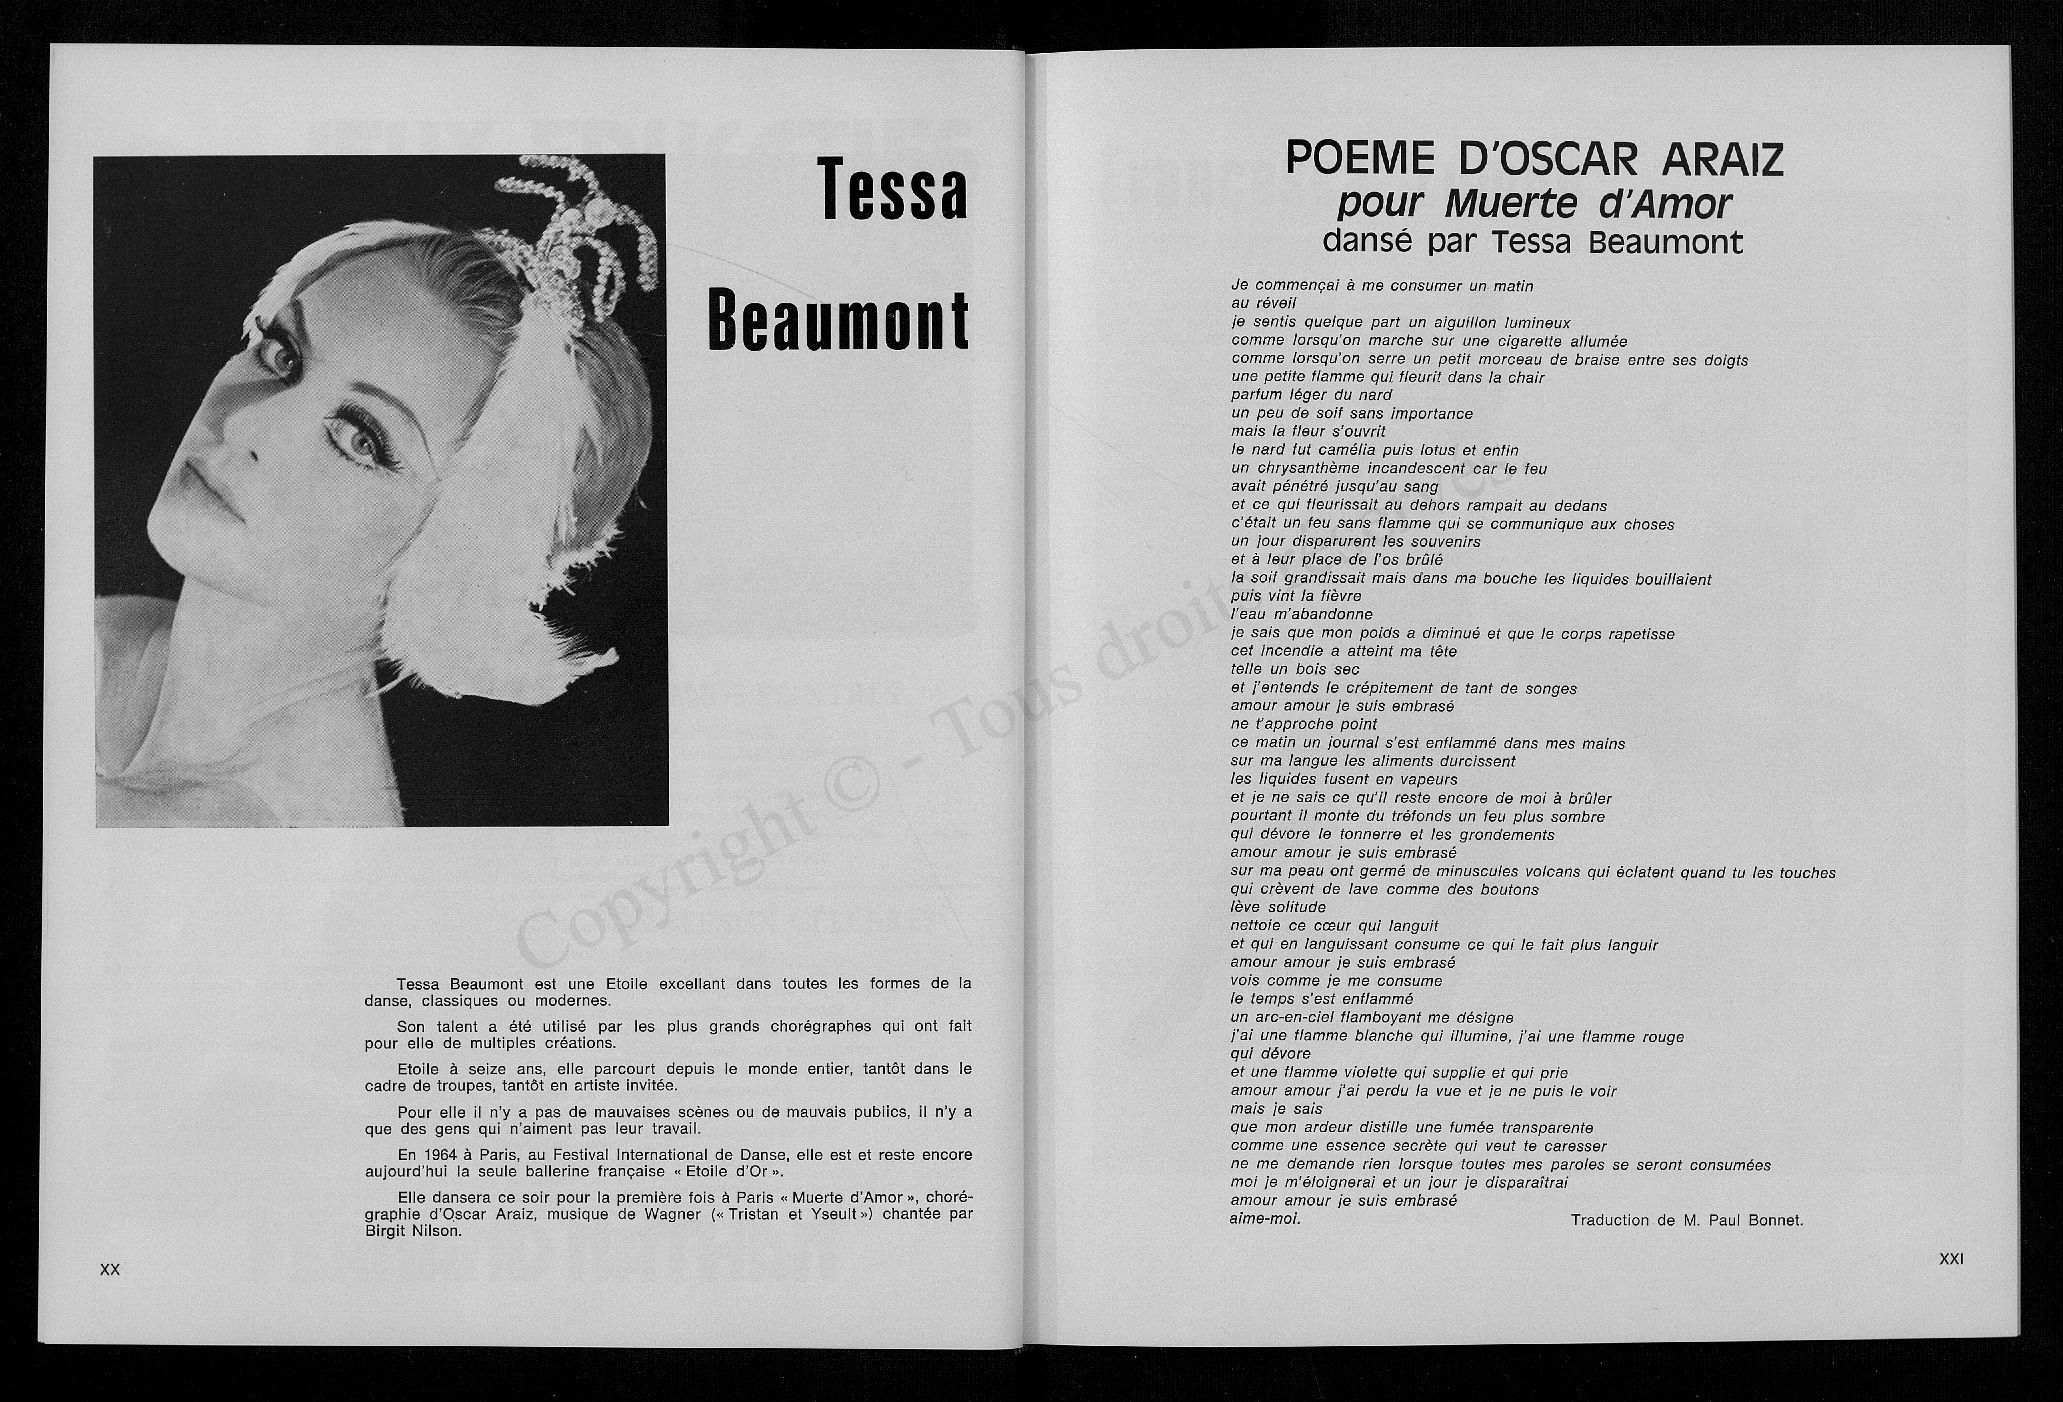 Tessa
Beaumont
Tessa Beaumont est une Etoile excellant dans toutes les formes de la
danse, classiques ou modernes.
Son talent a été utilisé par les plus grands chorégraphes qui ont fait
pour elle de multiples créations.
Etoile à seize ans, elle parcourt depuis le monde entier, tantôt dans le
cadre de troupes, tantôt en artiste invitée.
Pour elle il n'y a pas de mauvaises scènes ou de mauvais publics, il n'y a
que des gens qui n'aiment pas leur travail.
En 1964 à Paris, au Festival International de Danse, elle est et reste encore
aujourd'hui la seule ballerine française « Etoile d'Or ».
Elle dansera ce soir pour la première fois à Paris « Muerte d'Amor », choré-
graphie d'Oscar Araiz, musique de Wagner (« Tristan et Yseult ») chantée par
Birgit Nilson.
XX
POEME D'OSCAR ARAIZ
pour Muerte d'Amor
dansé par Tessa Beaumont
Je commençai à me consumer un matin
au réveil
je sentis quelque part un aiguillon lumineux
comme lorsqu'on marche sur une cigarette allumée
comme lorsqu'on serre un petit morceau de braise entre ses doigts
une petite flamme qui fleurit dans la chair
parfum léger du nard
un peu de soif sans importance
mais la fleur s'ouvrit
le nard fut camélia puis lotus et enfin
un chrysanthème incandescent car le feu
avait pénétré jusqu'au sang
et ce qui fleurissait au dehors rampait au dedans
c'était un feu sans flamme qui se communique aux choses
un jour disparurent les souvenirs
et à leur place de l'os brûlé
la soif grandissait mais dans ma bouche les liquides bouillaient
puis vint la fièvre
l'eau m'abandonne
je sais que mon poids a diminué et que le corps rapetisse
cet incendie a atteint ma tête
telle un bois sec
et j'entends le crépitement de tant de songes
amour amour je suis embrasé
ne t'approche point
ce matin un journal s'est enflammé dans mes mains
sur ma langue les aliments durcissent
les liquides fusent en vapeurs
et je ne sais ce qu'il reste encore de moi à brûler
pourtant il monte du tréfonds un feu plus sombre
qui dévore le tonnerre et les grondements
amour amour je suis embrasé
sur ma peau ont germé de minuscules volcans qui éclatent quand tu les touches
qui crèvent de lave comme des boutons
lève solitude
nettoie ce cœur qui languit
et qui en languissant consume ce qui le fait plus languir
amour amour je suis embrasé
vois comme je me consume
le temps s'est enflammé
un arc-en-ciel flamboyant me désigne
j'ai une flamme blanche qui illumine, j'ai une flamme rouge
qui dévore
et une flamme violette qui supplie et qui prie
amour amour j'ai perdu la vue et je ne puis le voir
mais je sais
que mon ardeur distille une fumée transparente
comme une essence secrète qui veut te caresser
ne me demande rien lorsque toutes mes paroles se seront consumées
moi je m'éloignerai et un jour je disparaîtrai
amour amour je suis embrasé
aime-moi. Traduction de M. Paul Bonnet.
XXI
Copyright © - Tous droits